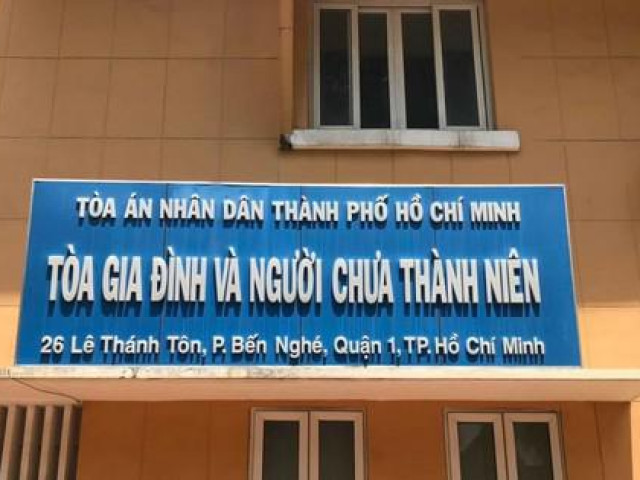 TÒA ÁN NHÂN DÂN THÀNH PHỐ HỒ CHÍ MINH
TÒA GIA ĐÌNH VÀ NGƯỜI CHƯA THÀNH NIÊN
26 Lê Thánh Tôn, P. Bến Nghé, Quận 1, TP. Hồ Chí Minh